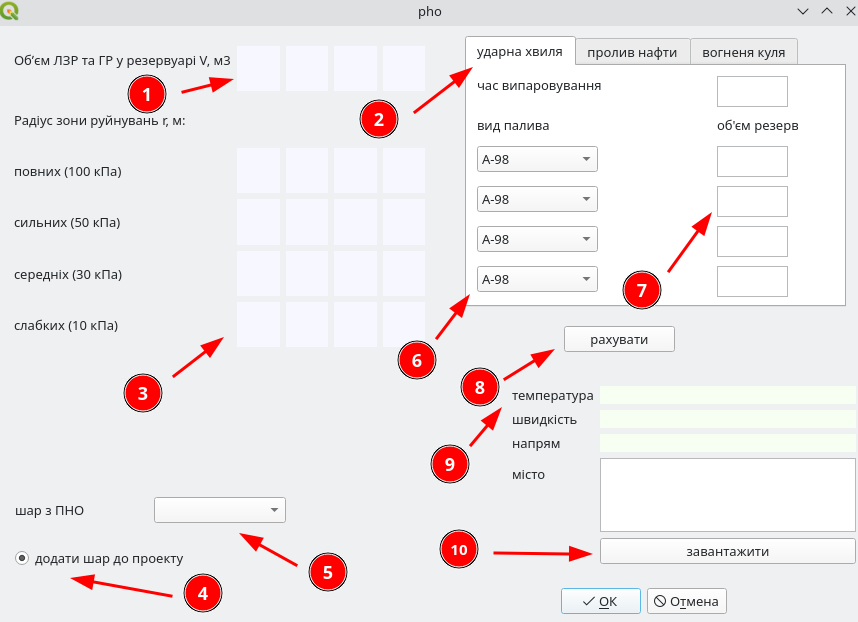 pho
Об’єм ЛЗР та ГР у резервуарі V, м3
1
Радіус зони руйнувань r, м:
повних (100 кПа)
сильних (50 кПа)
середніх (30 кПа)
слабких (10 кПа)
3
ударна хвиля
пролив нафти
вогненя куля
2
час випаровування
вид палива
об'єм резерв
A-98
A-98
A-98
A-98
7
6
рахувати
8
температура
швидкість
9
напрям
місто
шар з ПНО
5
10
завантажити
додати шар до проекту
4
ОК
Отмена